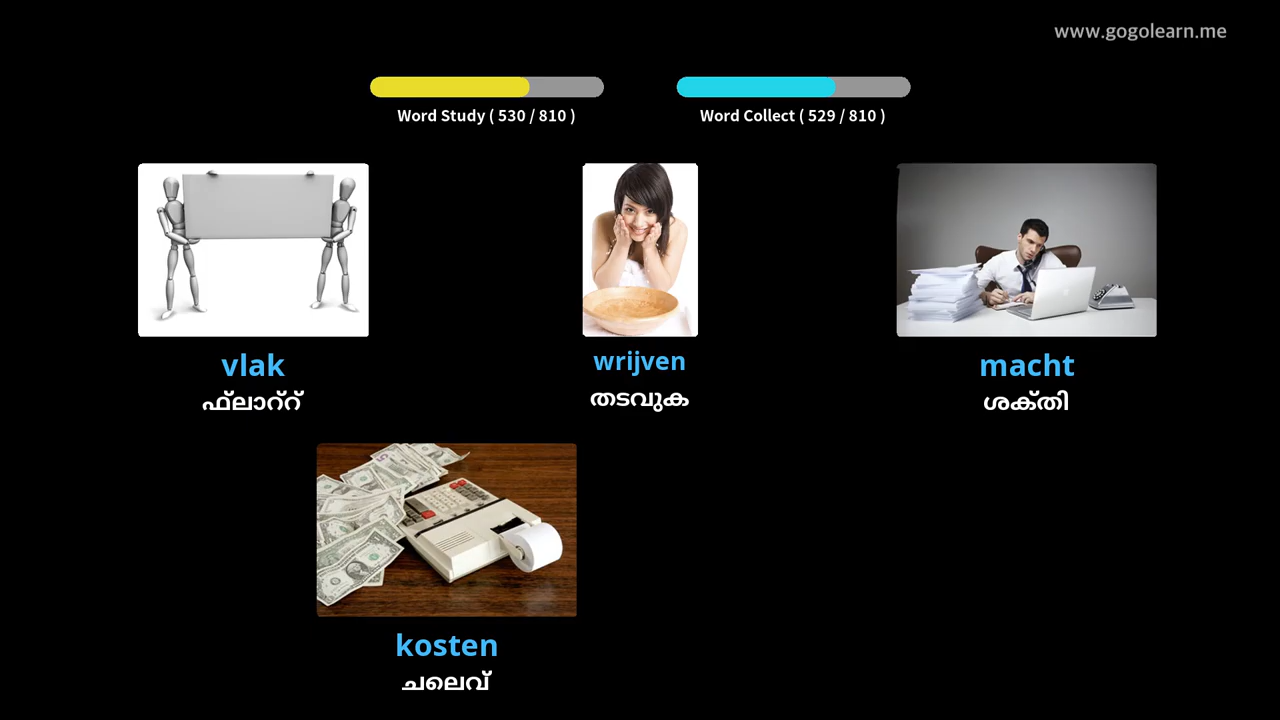 www.gogolearn.me
Word Study ( 530 / 810 )
Word Collect ( 529 / 810 )
vlak
ഫ്ലാറ്റ്
wrijven
തടവുക
macht
ശക്തി
kosten
ചലെവ്